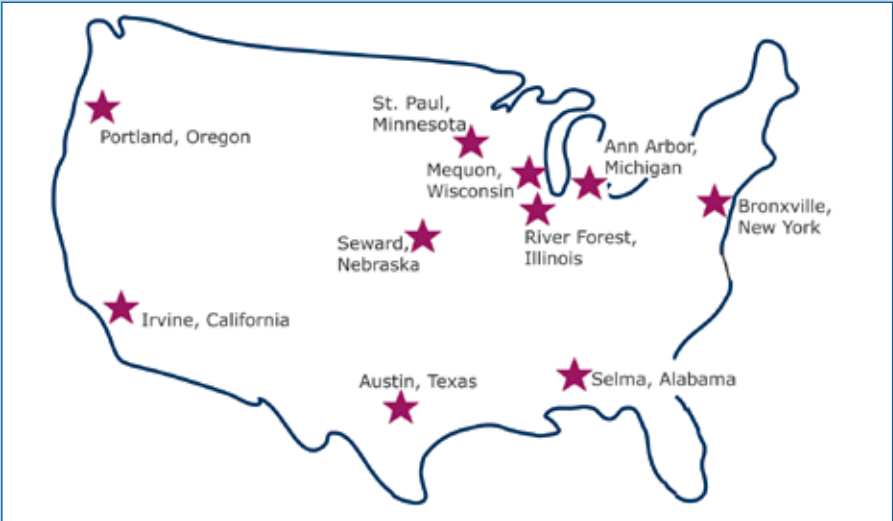 St. Paul,
Minnesota
Portland, Oregon
Ann Arbor,
Michigan
Mequon,
Wisconsin
Bronxville,
New York
River Forest,
Illinois
Seward,
Nebraska
Irvine, California
Austin, Texas
Selma, Alabama